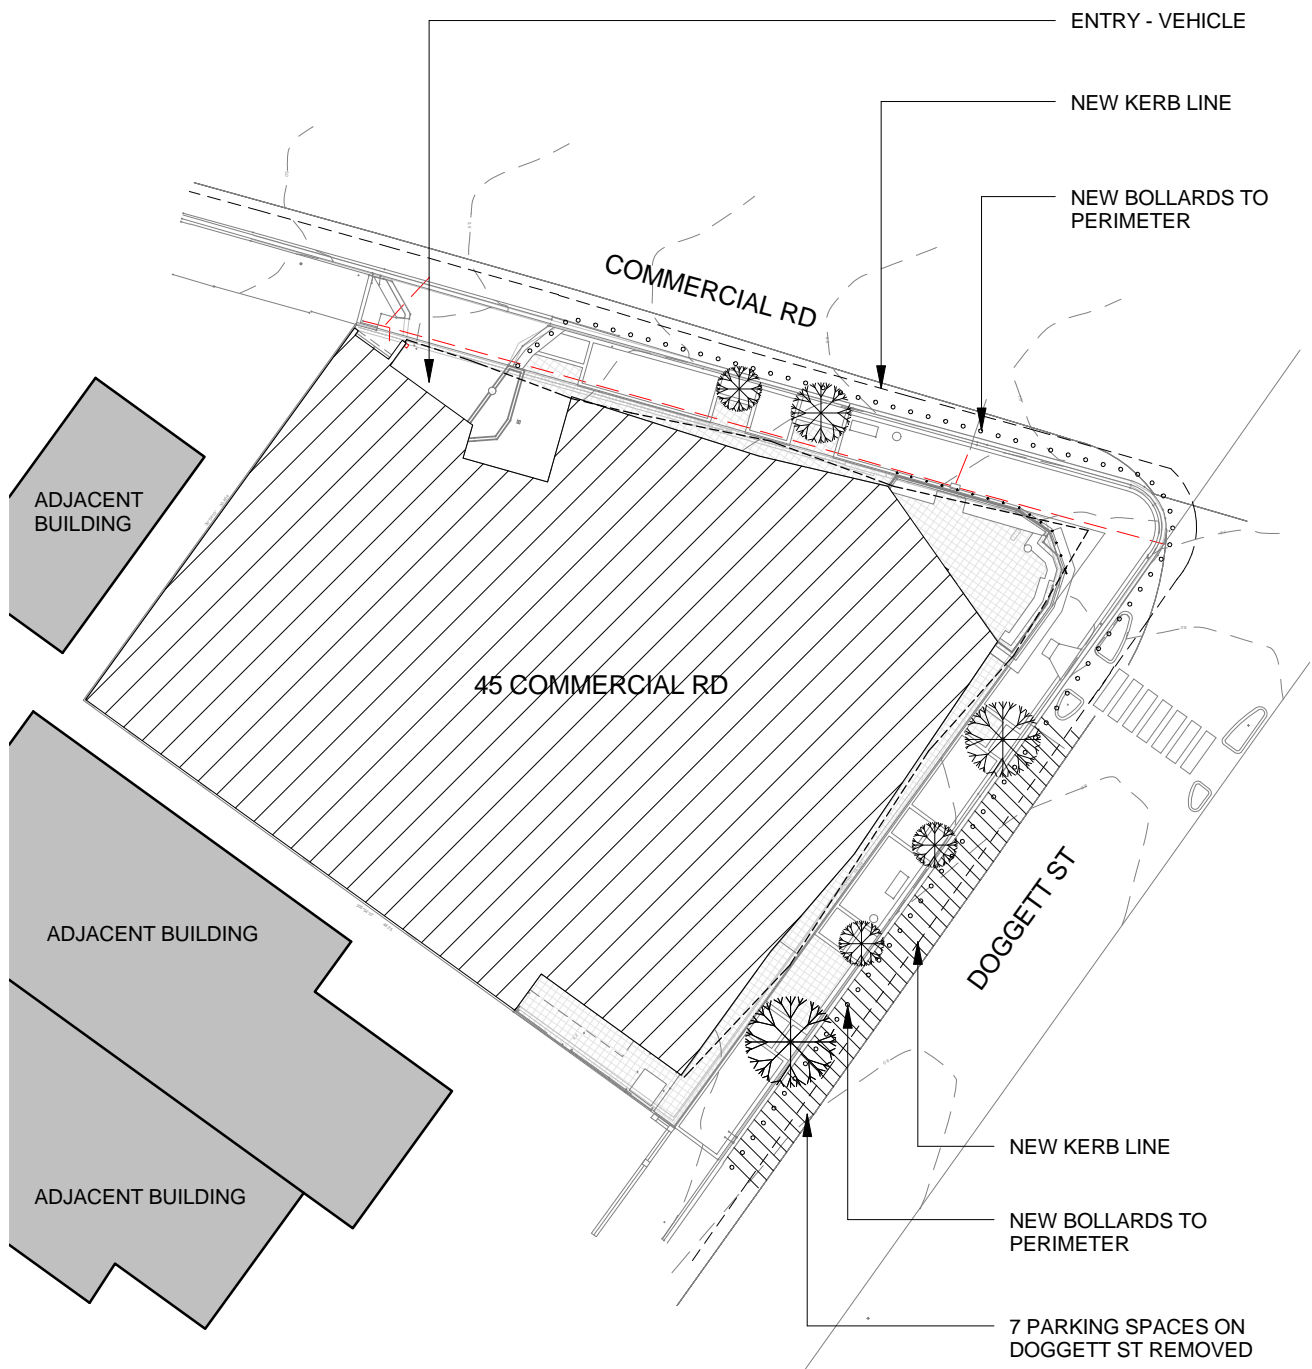 ENTRY - VEHICLE
NEW KERB LINE
NEW BOLLARDS TO
PERIMETER
COMMERCIAL RD
ADJACENT
BUILDING
45 COMMERCIAL RD
ADJACENT BUILDING
DOGGETT ST
ADJACENT BUILDING
NEW KERB LINE
NEW BOLLARDS TO
PERIMETER
7 PARKING SPACES ON
DOGGETT ST REMOVED